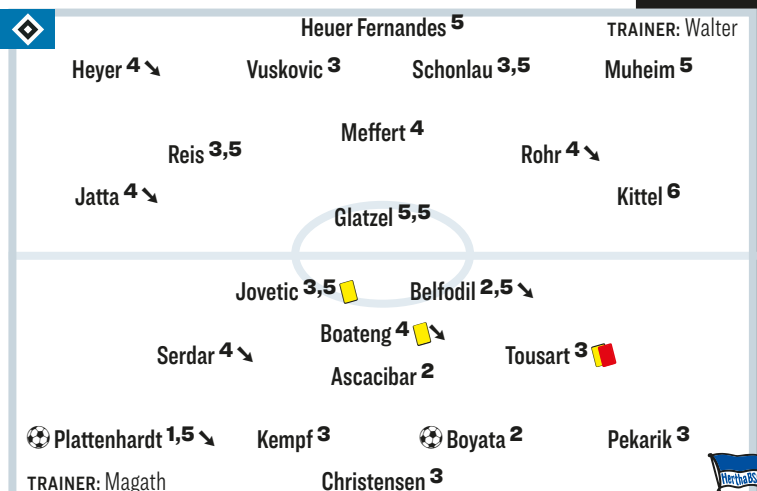 Heuer Fernandes 5 TRAINER: Walter
Heyer 4 Vuskovic 3 Schonlau 3,5 Muheim 5
Meffert 4
Reis 3,5 Rohr 4
Jatta 4 Kittel 6
Glatzel 5,5
Jovetic 3,5 Belfodil 2,5
Boateng 4
Serdar 4 Tousart 3
Ascacibar 2
Plattenhardt 1,5 Kempf 3 Boyata 2 Pekarik 3
TRAINER: Magath Christensen 3 Hertha BSC